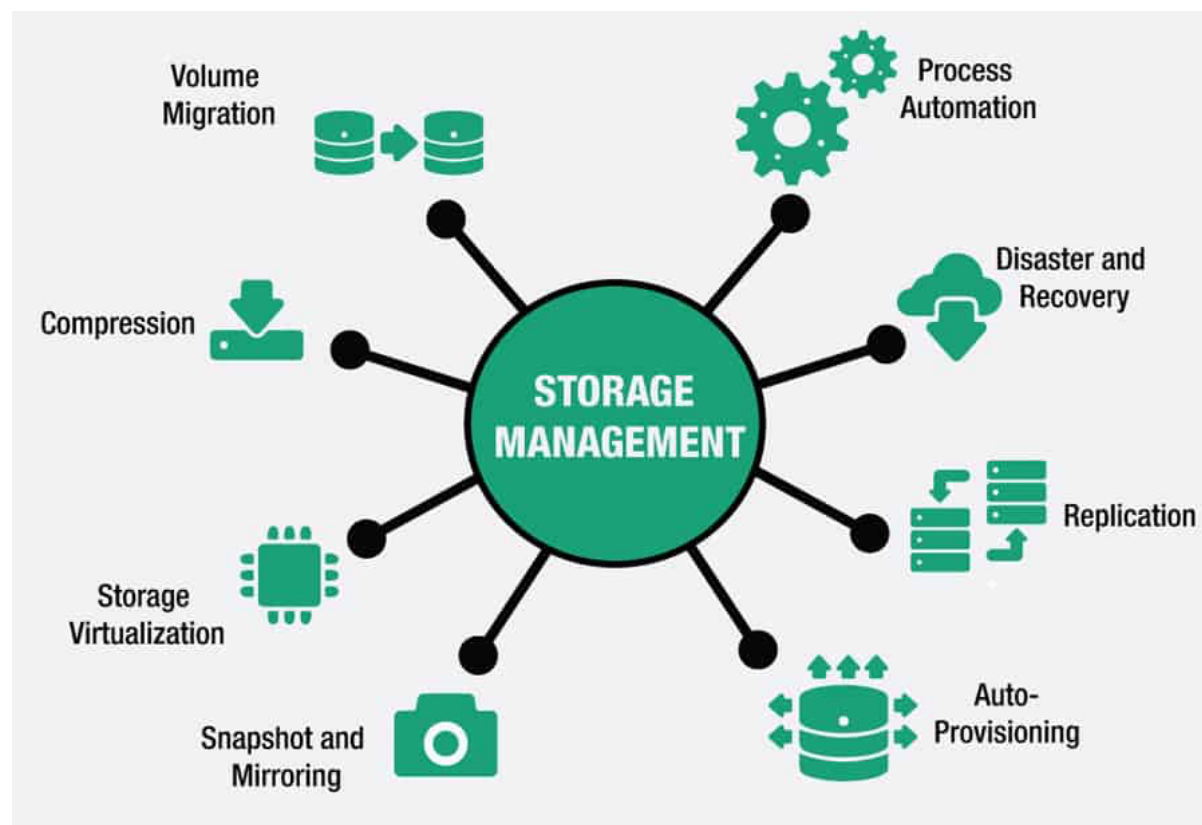 Volume
Migration
Process
Automation
Disaster and
Recovery
Compression
STORAGE
MANAGEMENT
Replication
Storage
Virtualization
Snapshot and
Mirroring
Auto-
Provisioning